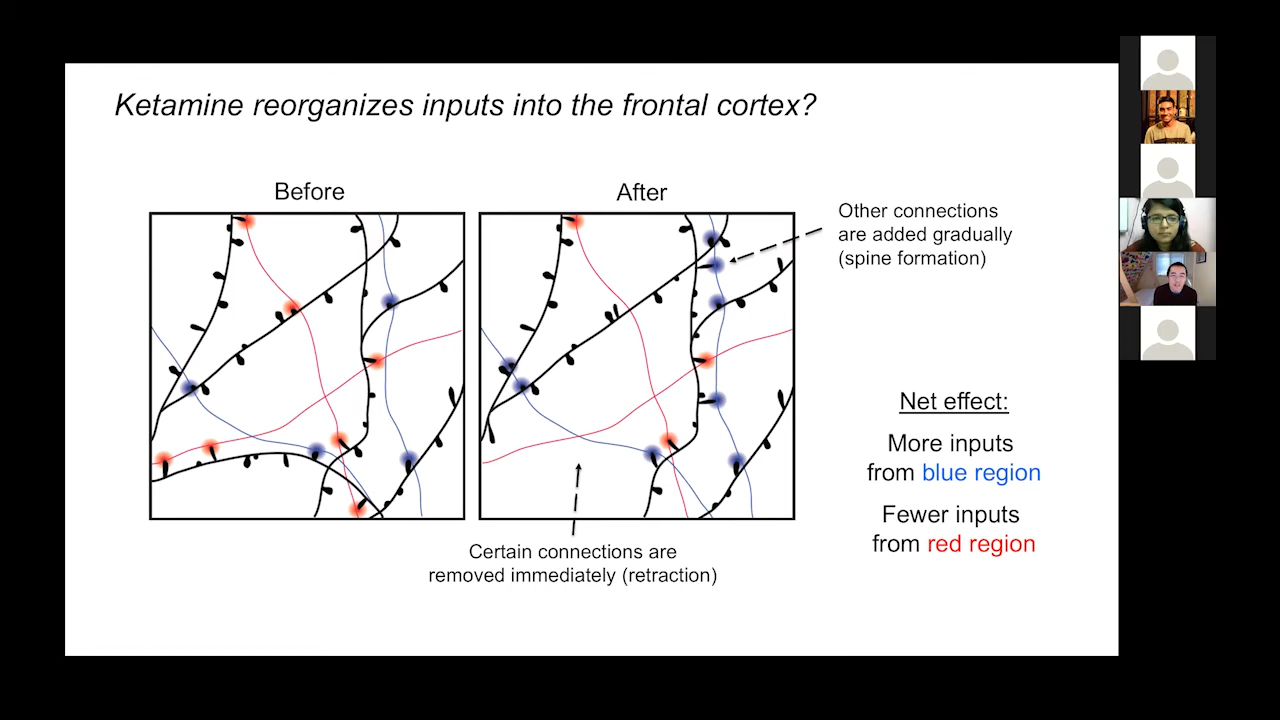 Ketamine reorganizes inputs into the frontal cortex?
Before
After
Other connections
are added gradually
(spine formation)
Net effect:
More inputs
from blue region
Fewer inputs
from red region
Certain connections are
removed immediately (retraction)